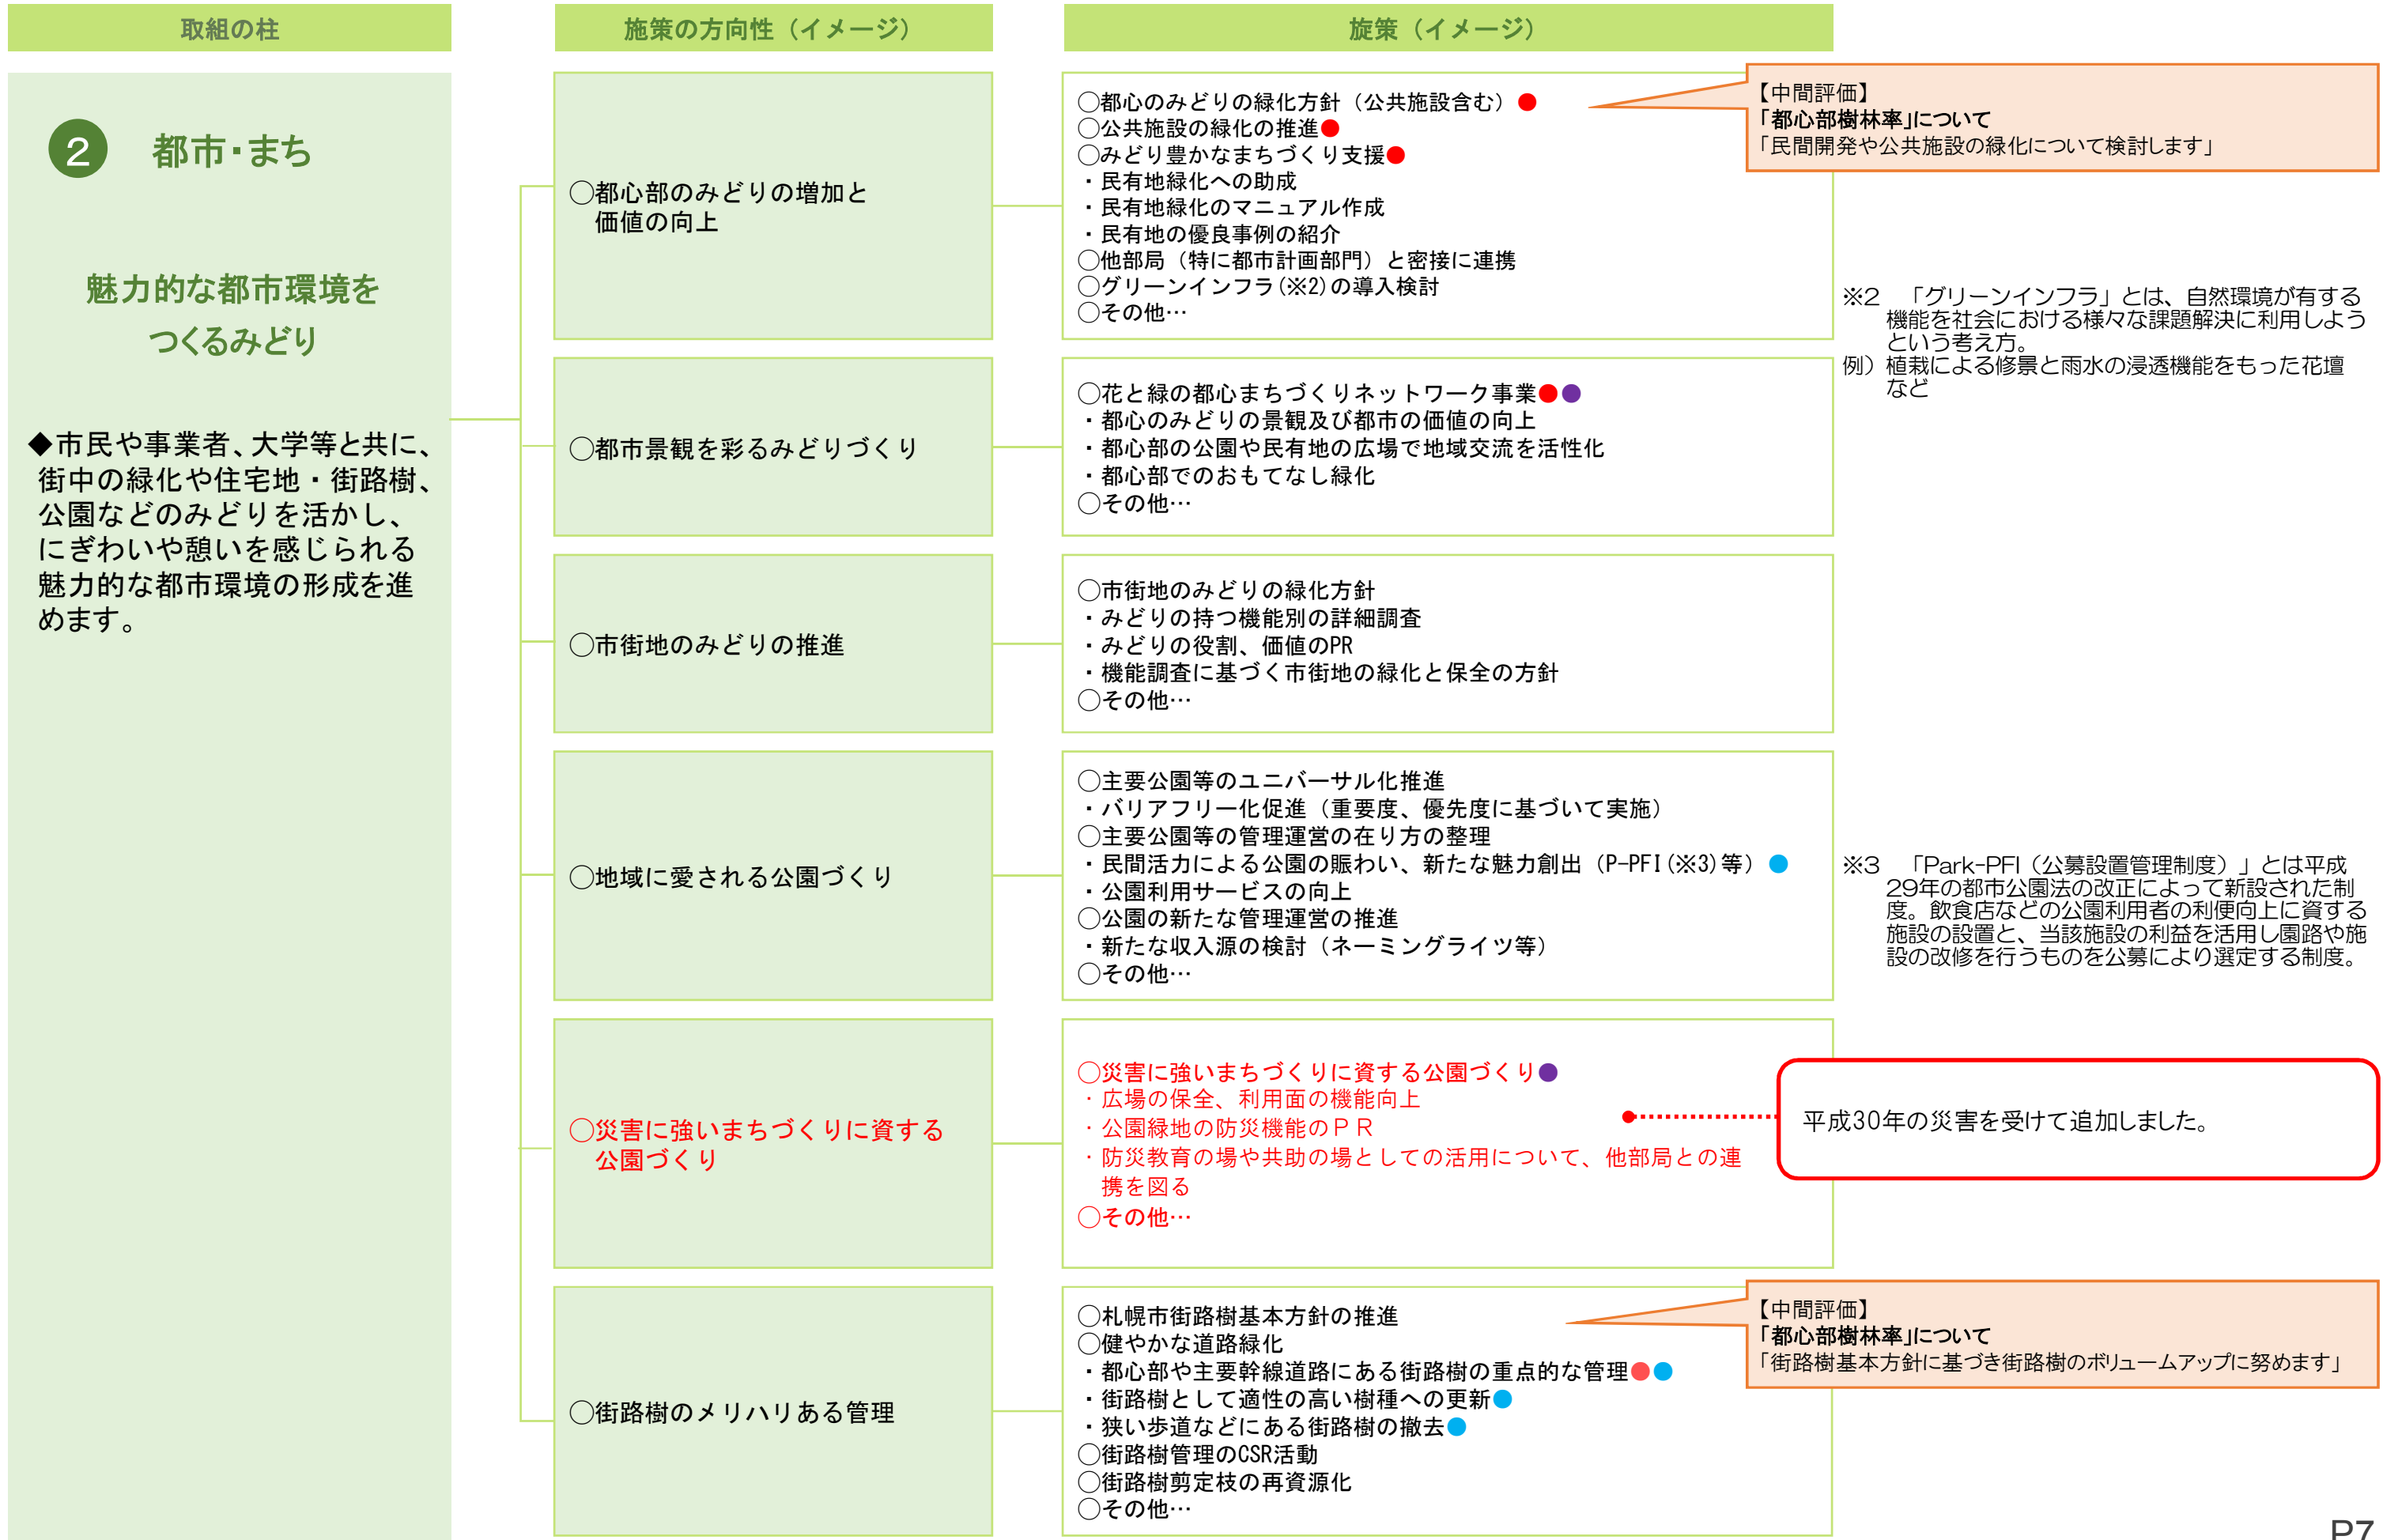 取組の柱
施策の方向性（イメージ）
旋策（イメージ）
2 都市・まち
魅力的な都市環境を
つくるみどり
◆市民や事業者、大学等と共に、
街中の緑化や住宅地・街路樹、
公園などのみどりを活かし、
にぎわいや憩いを感じられる
魅力的な都市環境の形成を進
めます。
○都心部のみどりの増加と
価値の向上
○都心のみどりの緑化方針（公共施設含む）●
○公共施設の緑化の推進●
○みどり豊かなまちづくり支援●
・民有地緑化への助成
・民有地緑化のマニュアル作成
・民有地の優良事例の紹介
○他部局（特に都市計画部門）と密接に連携
○グリーンインフラ(※2)の導入検討
○その他…
【中間評価】
「都心部樹林率」について
「民間開発や公共施設の緑化について検討します」
※2 「グリーンインフラ」とは、自然環境が有する
機能を社会における様々な課題解決に利用しよう
という考え方。
例）植栽による修景と雨水の浸透機能をもった花壇
など
○都市景観を彩るみどりづくり
○花と緑の都心まちづくりネットワーク事業●●
・都心のみどりの景観及び都市の価値の向上
・都心部の公園や民有地の広場で地域交流を活性化
・都心部でのおもてなし緑化
○その他…
○市街地のみどりの推進
○市街地のみどりの緑化方針
・みどりの持つ機能別の詳細調査
・みどりの役割、価値のPR
・機能調査に基づく市街地の緑化と保全の方針
○その他…
○地域に愛される公園づくり
○主要公園等のユニバーサル化推進
・バリアフリー化促進（重要度、優先度に基づいて実施）
○主要公園等の管理運営の在り方の整理
・民間活力による公園の賑わい、新たな魅力創出（P-PFI(※3)等）●
・公園利用サービスの向上
○公園の新たな管理運営の推進
・新たな収入源の検討（ネーミングライツ等）
○その他…
※3 「Park-PFI（公募設置管理制度）」とは平成
29年の都市公園法の改正によって新設された制
度。飲食店などの公園利用者の利便向上に資する
施設の設置と、当該施設の利益を活用し園路や施
設の改修を行うものを公募により選定する制度。
○災害に強いまちづくりに資する
公園づくり
○災害に強いまちづくりに資する公園づくり●
・広場の保全、利用面の機能向上
・公園緑地の防災機能のＰＲ
・防災教育の場や共助の場としての活用について、他部局との連
携を図る
○その他…
平成30年の災害を受けて追加しました。
○街路樹のメリハリある管理
○札幌市街路樹基本方針の推進
○健やかな道路緑化
・都心部や主要幹線道路にある街路樹の重点的な管理●●
・街路樹として適性の高い樹種への更新●
・狭い歩道などにある街路樹の撤去●
○街路樹管理のCSR活動
○街路樹剪定枝の再資源化
○その他…
【中間評価】
「都心部樹林率」について
「街路樹基本方針に基づき街路樹のボリュームアップに努めます」
P7